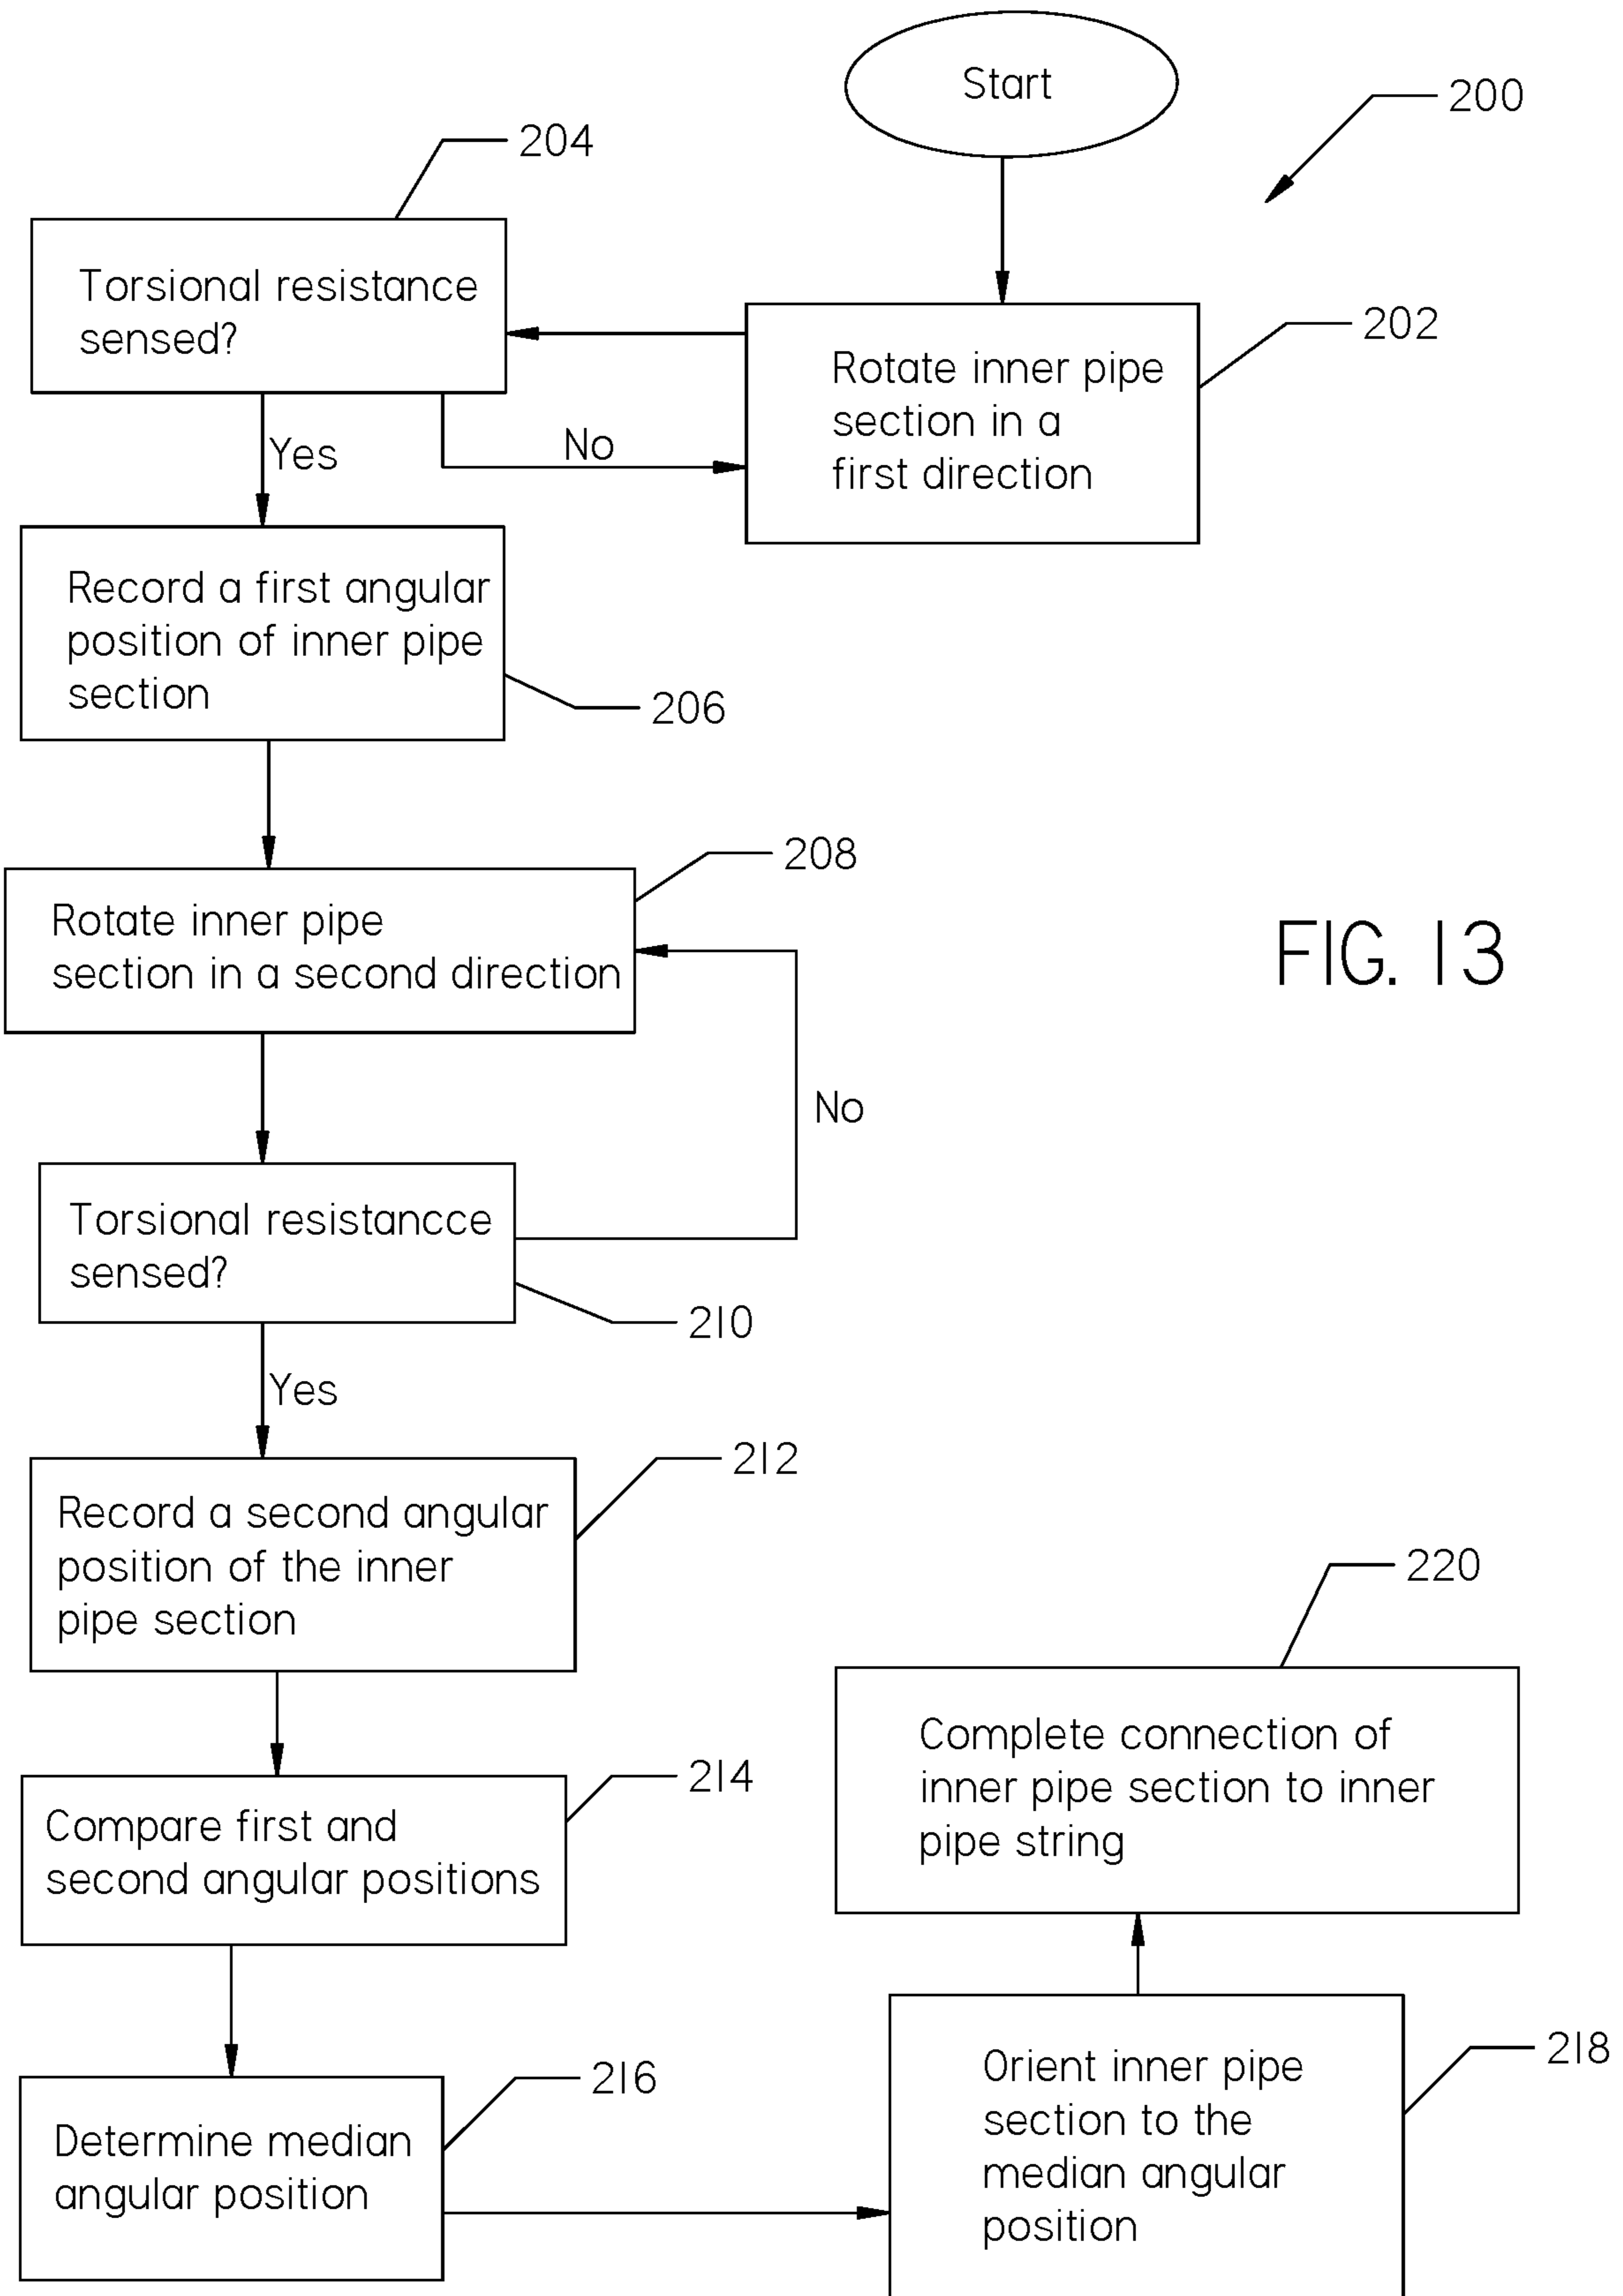 Start
200
204
Torsional resistance
sensed?
202
Rotate inner pipe
section in a
first direction
Yes
No
Record a first angular
position of inner pipe
section
206
208
Rotate inner pipe
section in a second direction
FIG. 13
No
Torsional resistancce
sensed?
210
Yes
212
Record a second angular
position of the inner
pipe section
214
Compare first and
second angular positions
216
Determine median
angular position
218
Orient inner pipe
section to the
median angular
position
220
Complete connection of
inner pipe section to inner
pipe string